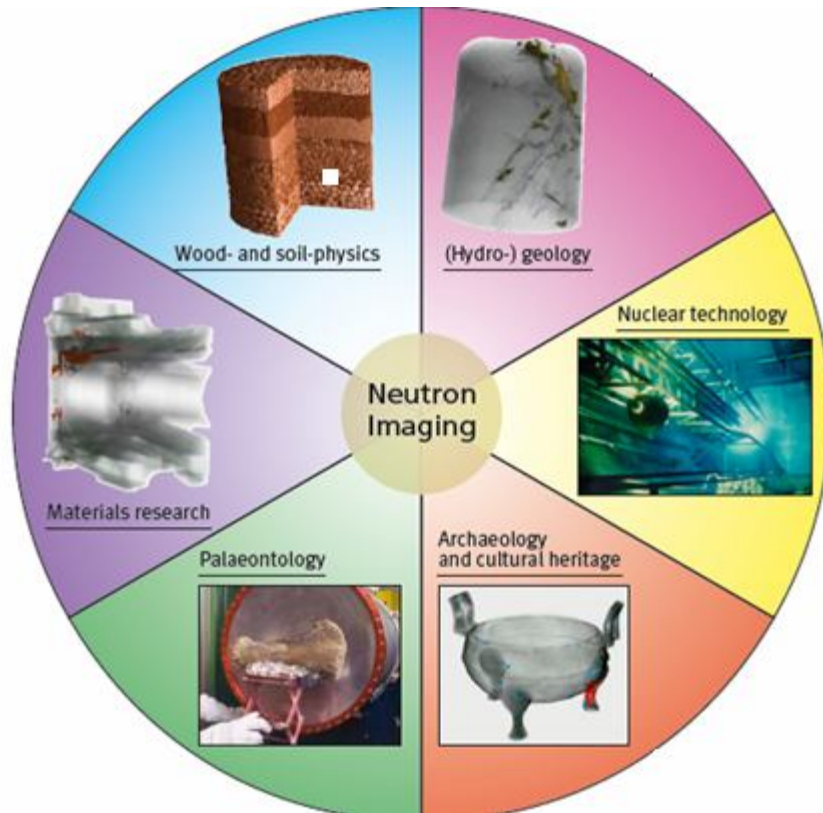 Wood- and soil-physics
(Hydro-) geology
Nuclear technology
Neutron
Imaging
Materials research
Palaeontology
Archaeology
and cultural heritage